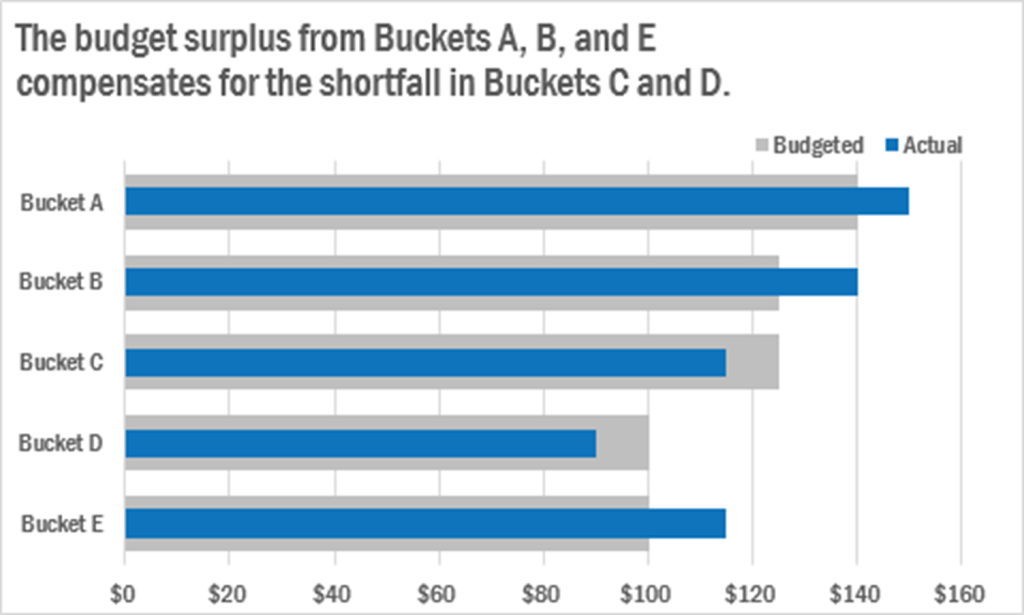 The budget surplus from Buckets A, B, and E
compensates for the shortfall in Buckets C and D.
Budgeted Actual
Bucket A
Bucket B
Bucket C
Bucket D
Bucket E
$0 $20 $40 $60 $80 $100 $120 $140 $160